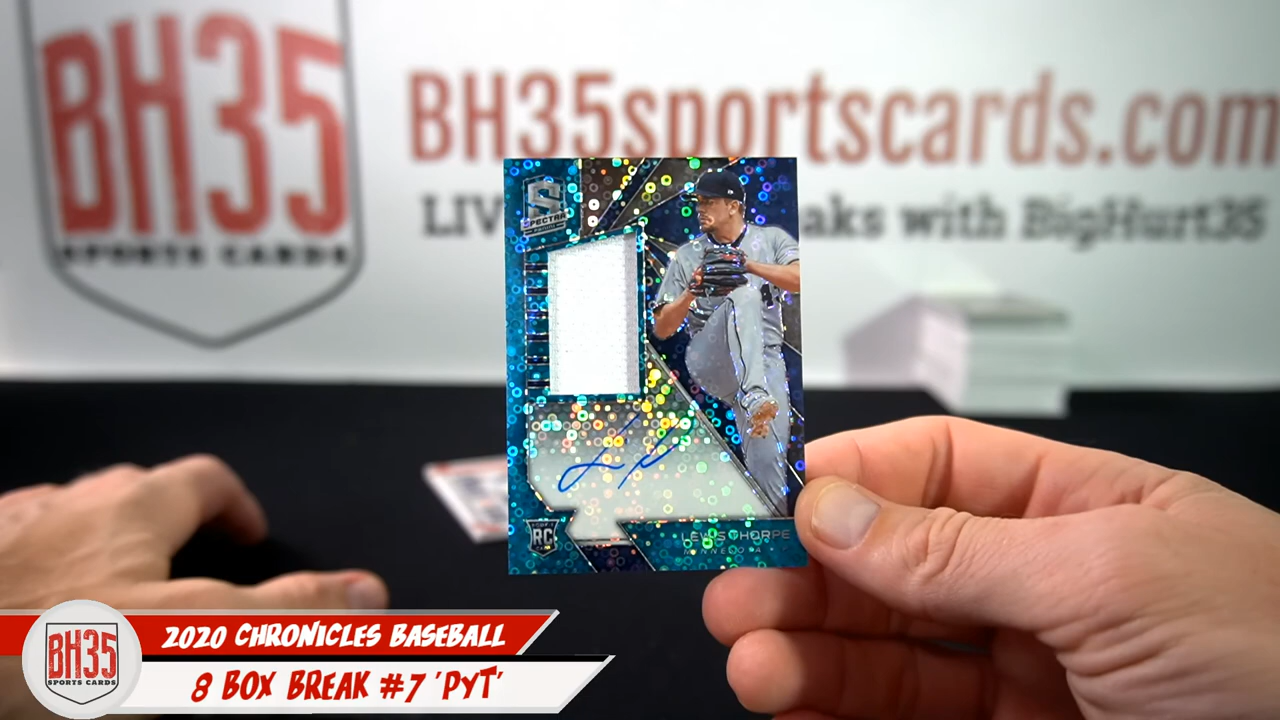 BH35
SPORTS CARDS
BH35sportscards.com
LIV aks with BigHurt35
SPECTRA
PANINI
RC
LEWIS THORPE
MINNESOTA
BH35
SPORTS CARDS
2020 CHRONICLES BASEBALL
8 BOX BREAK #7 'PYT'